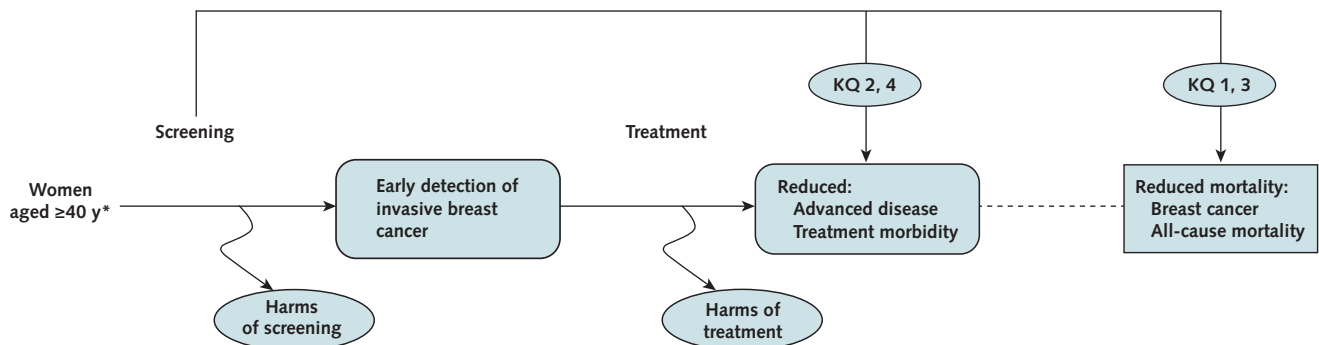 KQ 2, 4
KQ 1, 3
Screening
Treatment
Women
aged ≥40 y*
Early detection of
invasive breast
cancer
Reduced:
Advanced disease
Treatment morbidity
Reduced mortality:
Breast cancer
All-cause mortality
Harms
of screening
Harms of
treatment